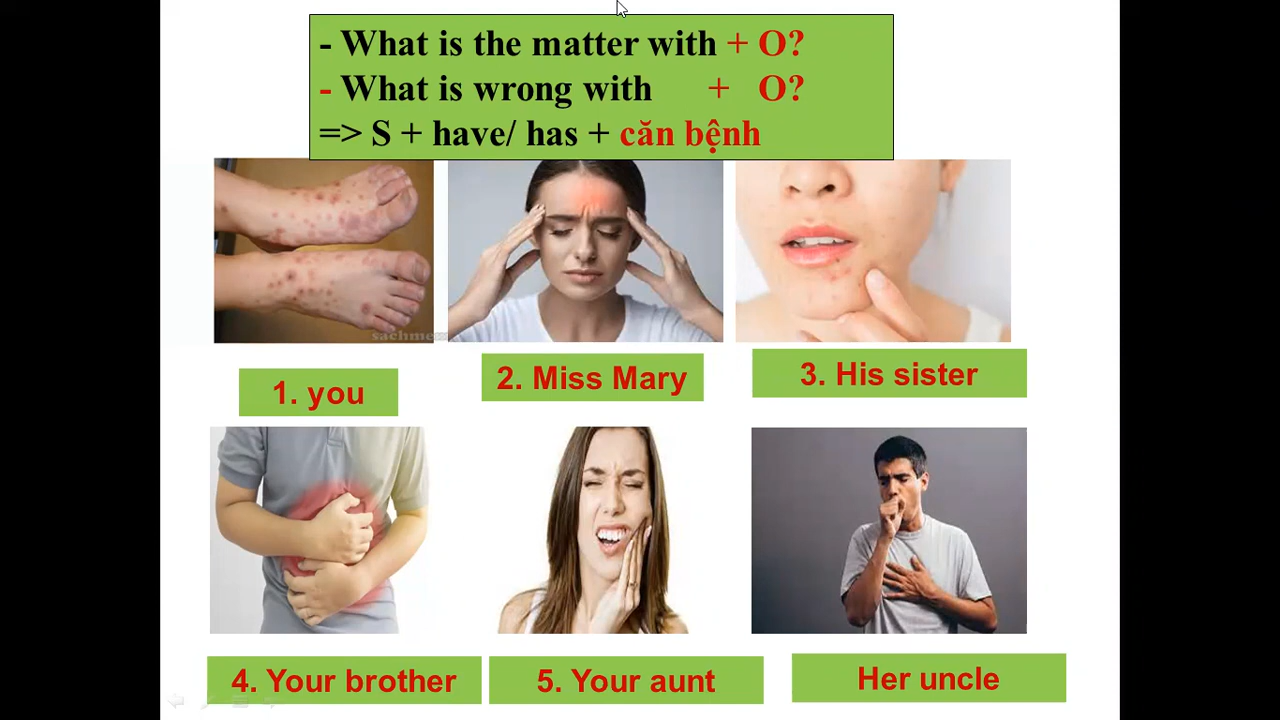 - What is the matter with + O?
- What is wrong with + O?
=> S + have/ has + căn bệnh
1. you
2. Miss Mary
3. His sister
4. Your brother
5. Your aunt
Her uncle